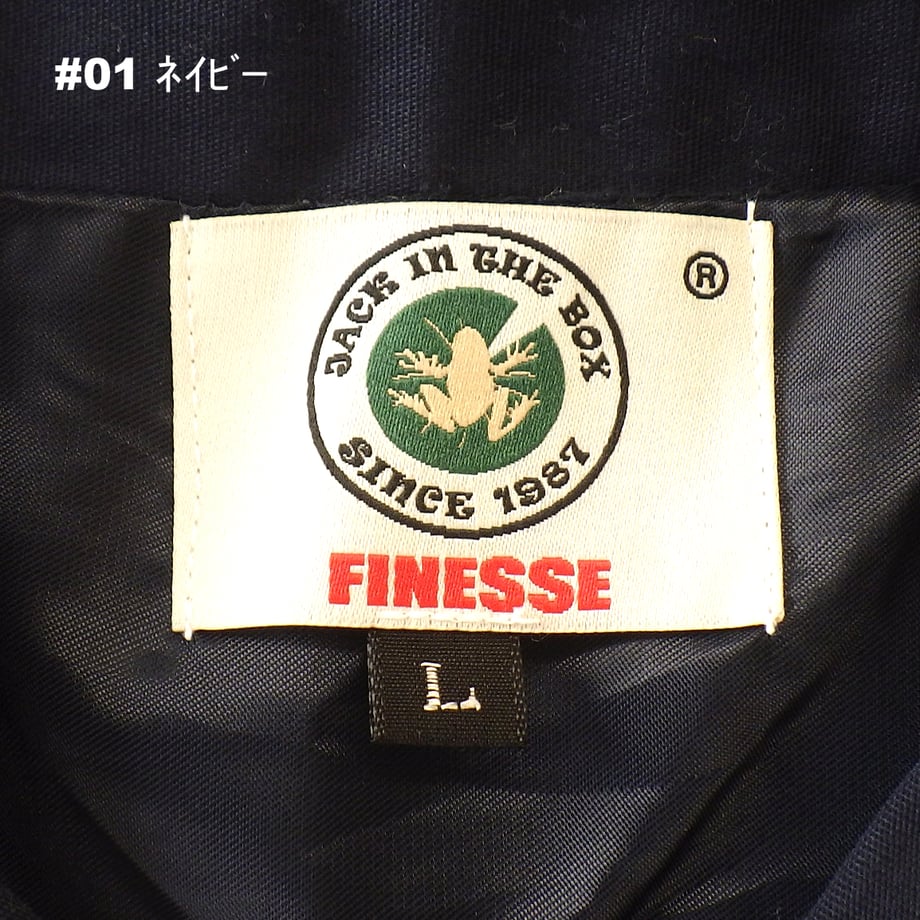 #01 ネイビー
JACK IN THE BOX
®
SINCE 1987
FINESSE
L